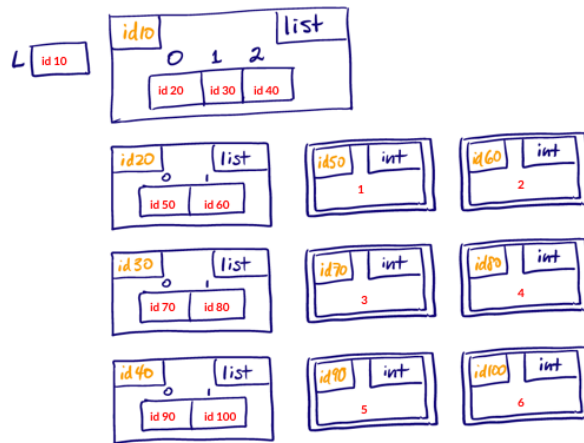 id10 list
0 1 2
L id 10
id 20 id 30 id 40
id20 list id50 int id60 int
0 1
id 50 id 60 1 2
id30 list id70 int id80 int
0 1
id 70 id 80 3 4
id40 list id90 int id100 int
0 1
id 90 id 100 5 6